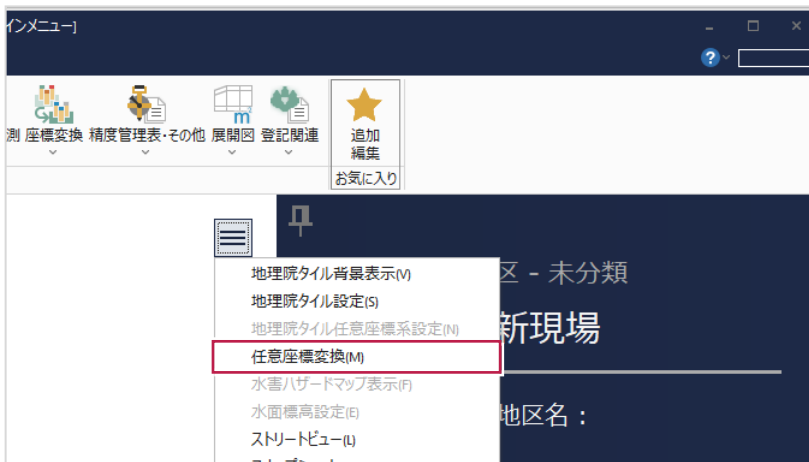 インメニュー]
?
測 座標変換 精度管理表・その他 展開図 登記関連 追加
編集
お気に入り
m²
地理院タイル背景表示(V)
地理院タイル設定(S)
地理院タイル任意座標系設定(N)
任意座標変換(M)
水害ハザードマップ表示(F)
水面標高設定(E)
ストリートビュー(L)
区 - 未分類
新現場
地区名：